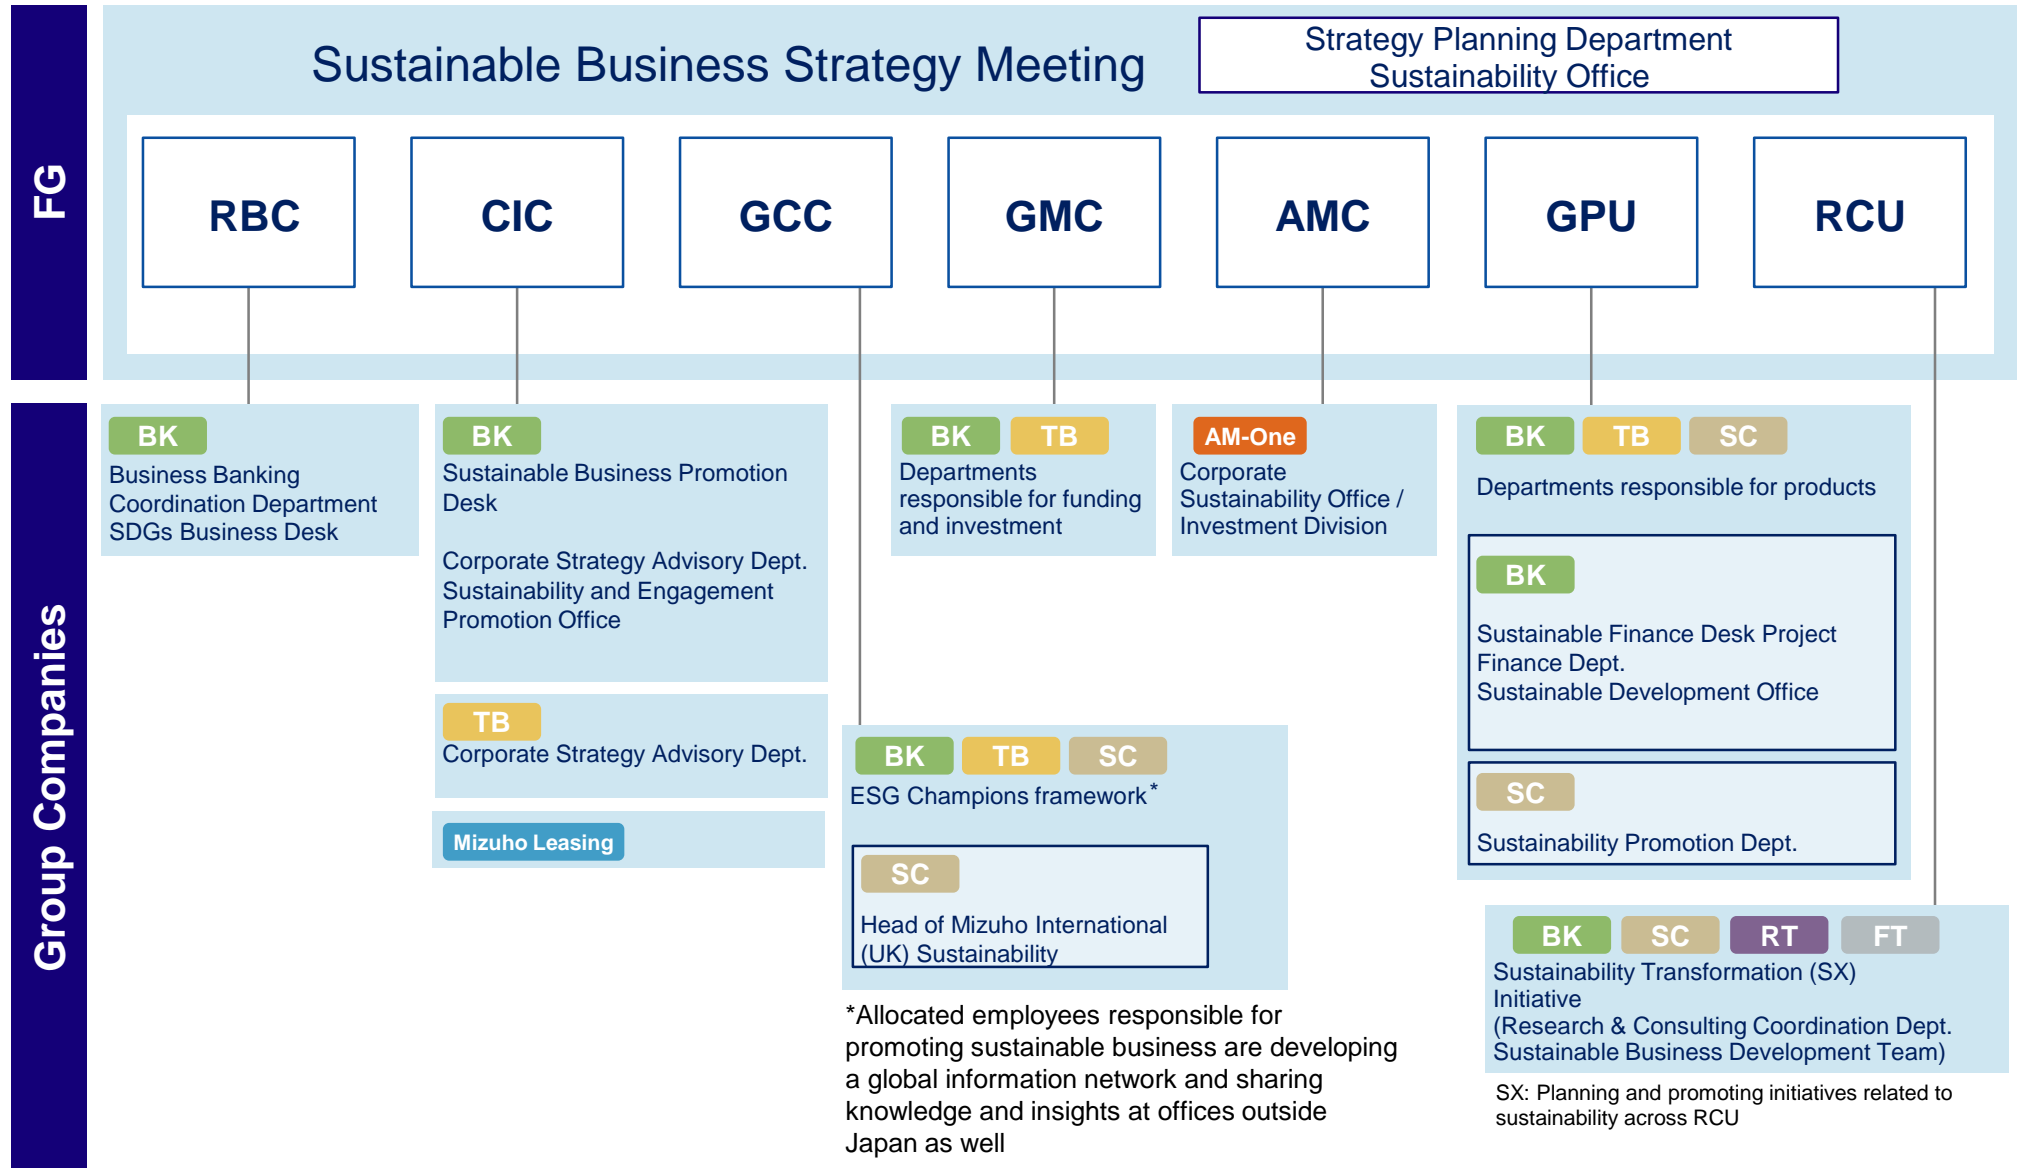 FG
Sustainable Business Strategy Meeting
Strategy Planning Department
Sustainability Office
RBC
CIC
GCC
GMC
AMC
GPU
RCU
Group Companies
BK
Business Banking
Coordination Department
SDGs Business Desk
BK
Sustainable Business Promotion
Desk
Corporate Strategy Advisory Dept.
Sustainability and Engagement
Promotion Office
TB
Corporate Strategy Advisory Dept.
Mizuho Leasing
BK TB SC
ESG Champions framework*
SC
Head of Mizuho International
(UK) Sustainability
*Allocated employees responsible for
promoting sustainable business are developing
a global information network and sharing
knowledge and insights at offices outside
Japan as well
BK TB
Departments
responsible for funding
and investment
AM-One
Corporate
Sustainability Office /
Investment Division
BK TB SC
Departments responsible for products
BK
Sustainable Finance Desk Project
Finance Dept.
Sustainable Development Office
SC
Sustainability Promotion Dept.
BK SC RT FT
Sustainability Transformation (SX)
Initiative
(Research & Consulting Coordination Dept.
Sustainable Business Development Team)
SX: Planning and promoting initiatives related to
sustainability across RCU